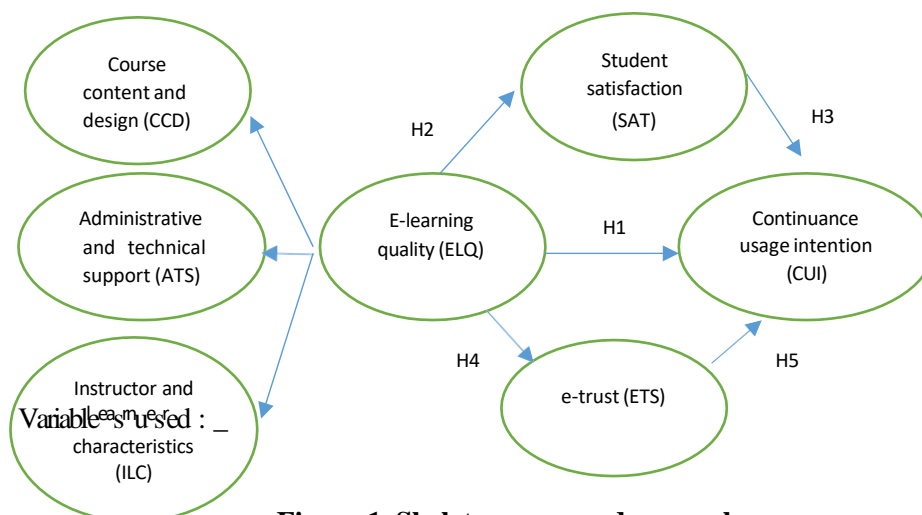 Course
content and
design (CCD)
Administrative
and technical
support (ATS)
Instructor and
characteristics
(ILC)
E-learning
quality (ELQ)
Student
satisfaction
(SAT)
Continuance
usage intention
(CUI)
e-trust (ETS)
H2
H3
H1
H4
H5
used : _